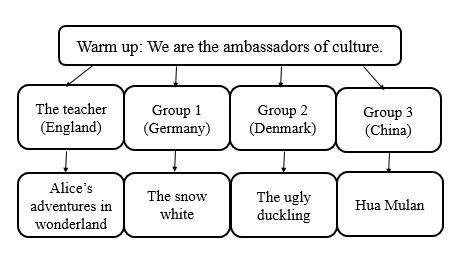 Warm up: We are the ambassadors of culture.
The teacher
(England)
Group 1
(Germany)
Group 2
(Denmark)
Group 3
(China)
Alice's
adventures in
wonderland
The snow
white
The ugly
duckling
Hua Mulan